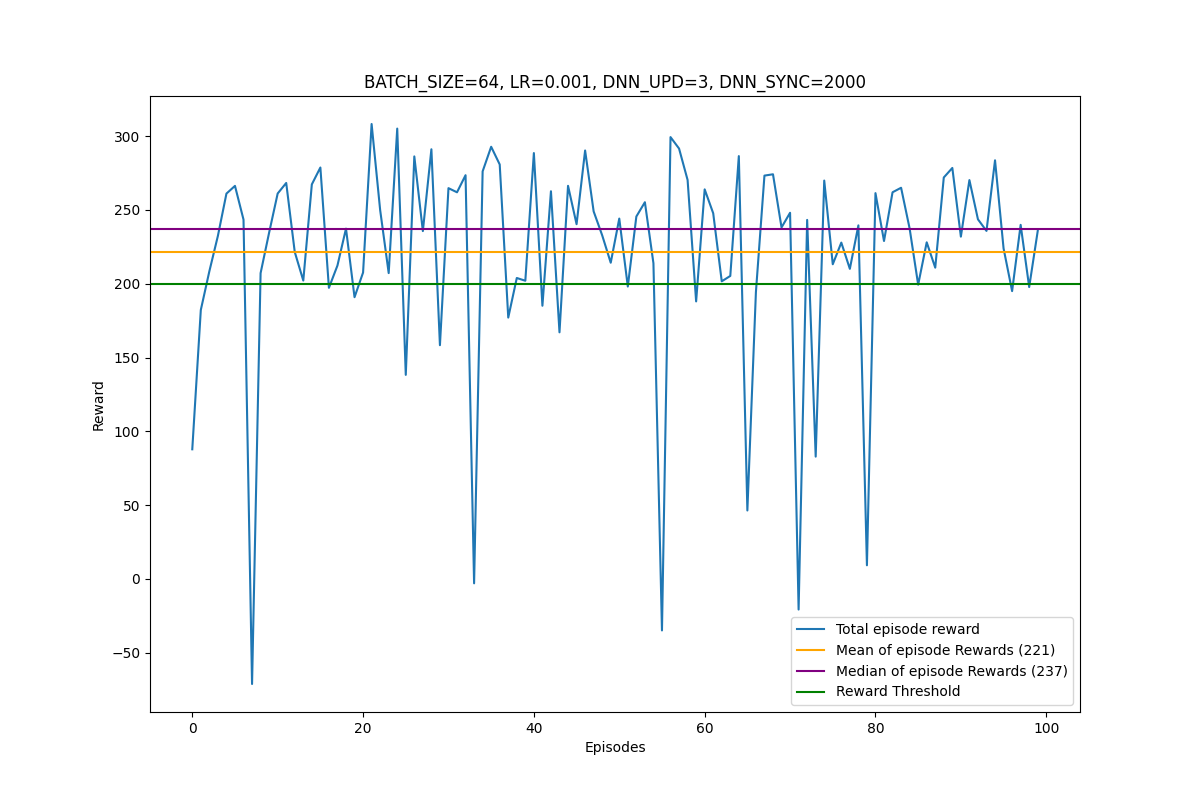 BATCH_SIZE=64, LR=0.001, DNN_UPD=3, DNN_SYNC=2000
300
250
200
150
100
50
0
−50
Reward
Total episode reward
Mean of episode Rewards (221)
Median of episode Rewards (237)
Reward Threshold
0 20 40 60 80 100
Episodes